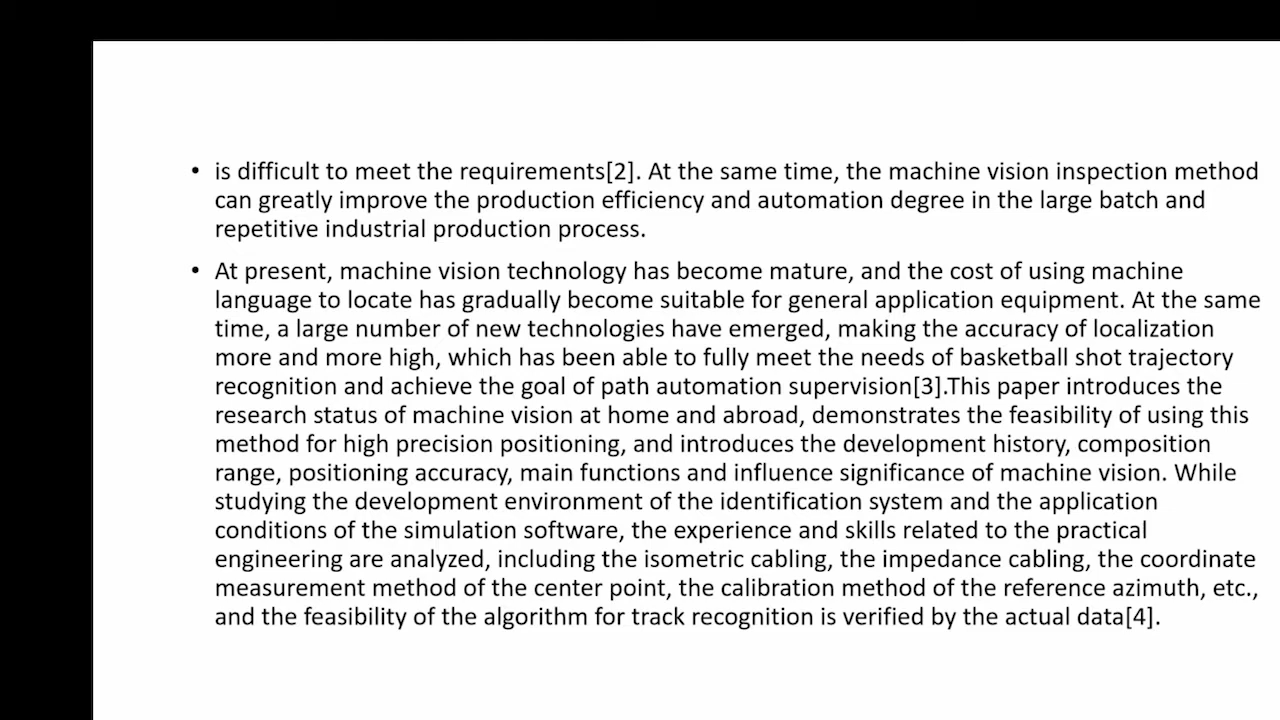 • is difficult to meet the requirements[2]. At the same time, the machine vision inspection method
can greatly improve the production efficiency and automation degree in the large batch and
repetitive industrial production process.
• At present, machine vision technology has become mature, and the cost of using machine
language to locate has gradually become suitable for general application equipment. At the same
time, a large number of new technologies have emerged, making the accuracy of localization
more and more high, which has been able to fully meet the needs of basketball shot trajectory
recognition and achieve the goal of path automation supervision[3].This paper introduces the
research status of machine vision at home and abroad, demonstrates the feasibility of using this
method for high precision positioning, and introduces the development history, composition
range, positioning accuracy, main functions and influence significance of machine vision. While
studying the development environment of the identification system and the application
conditions of the simulation software, the experience and skills related to the practical
engineering are analyzed, including the isometric cabling, the impedance cabling, the coordinate
measurement method of the center point, the calibration method of the reference azimuth, etc.,
and the feasibility of the algorithm for track recognition is verified by the actual data[4].